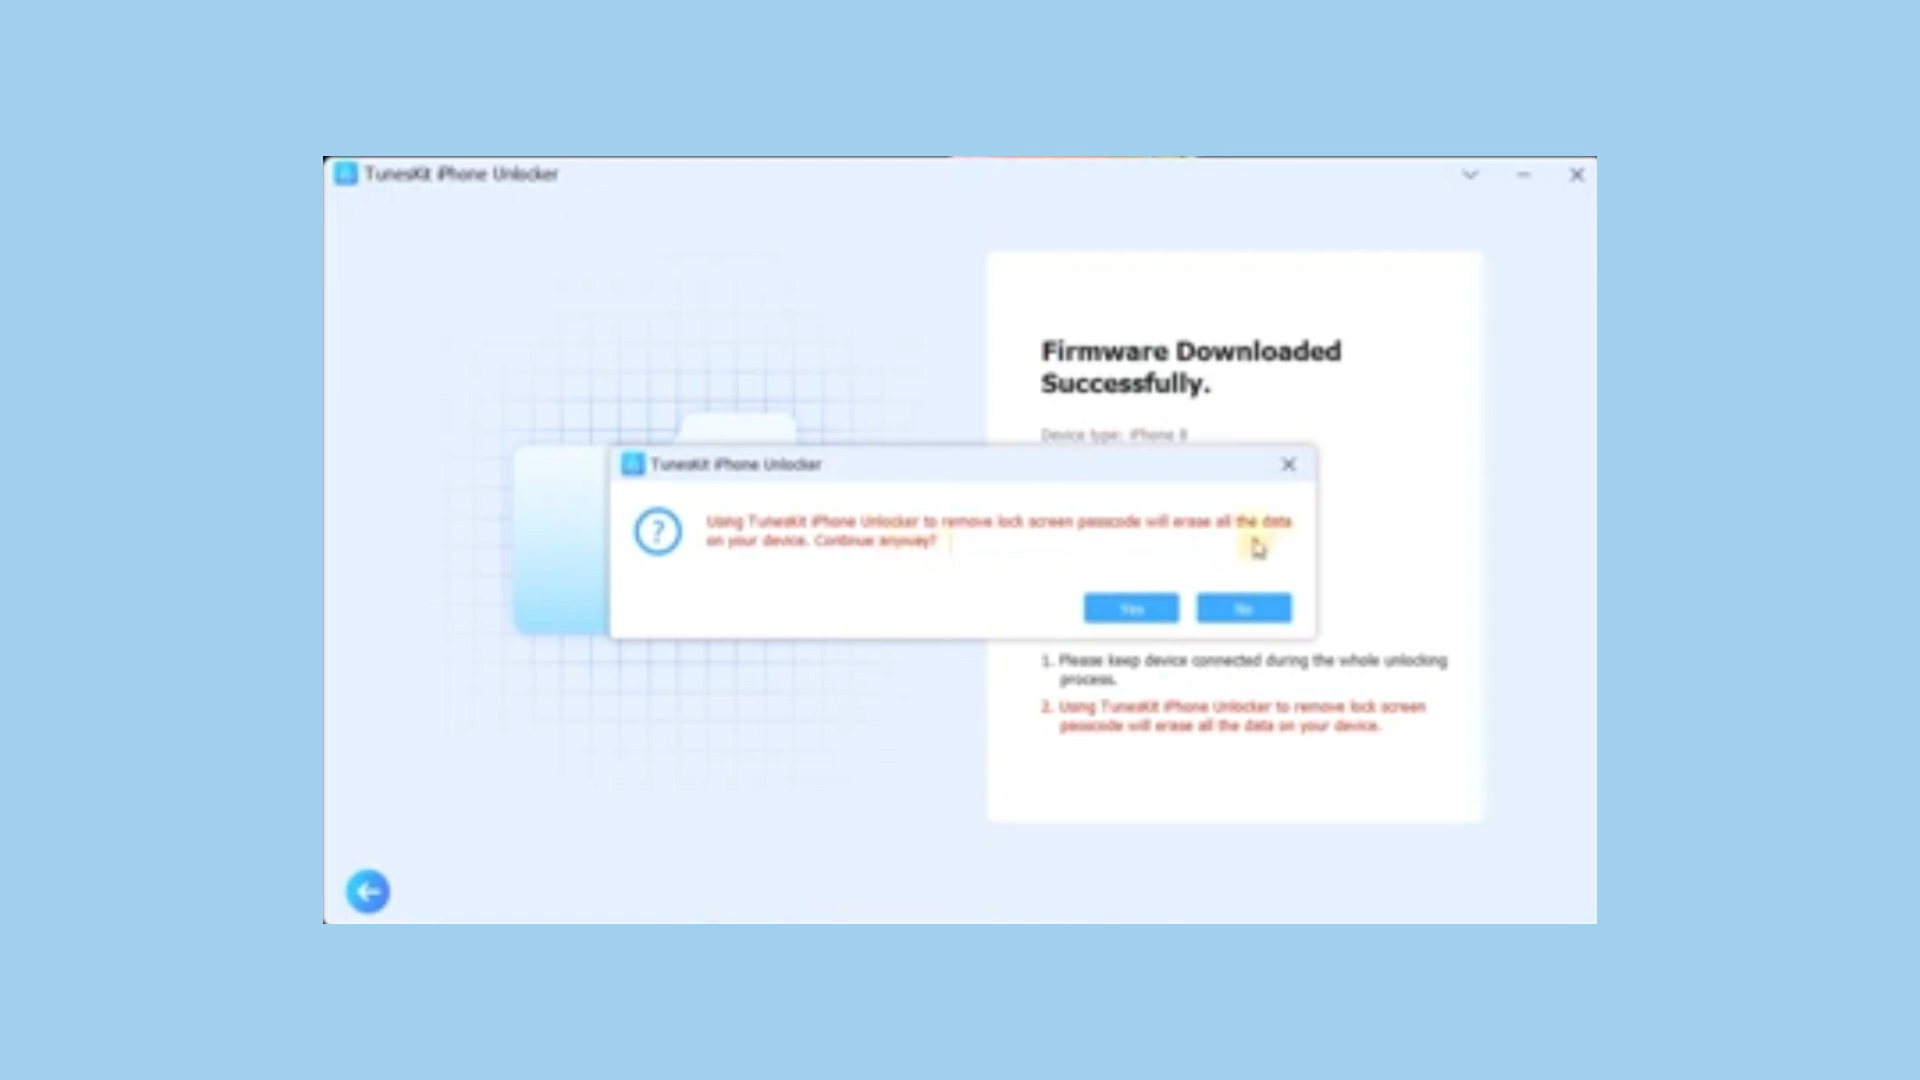 TunesKit iPhone Unlocker
Firmware Downloaded
Successfully.
Device type: iPhone 8
TunesKit iPhone Unlocker
Using TunesKit iPhone Unlocker to remove lock screen passcode will erase all the data
on your device. Continue anyway?
Yes No
1. Please keep device connected during the whole unlocking
process.
2. Using TunesKit iPhone Unlocker to remove lock screen
passcode will erase all the data on your device.